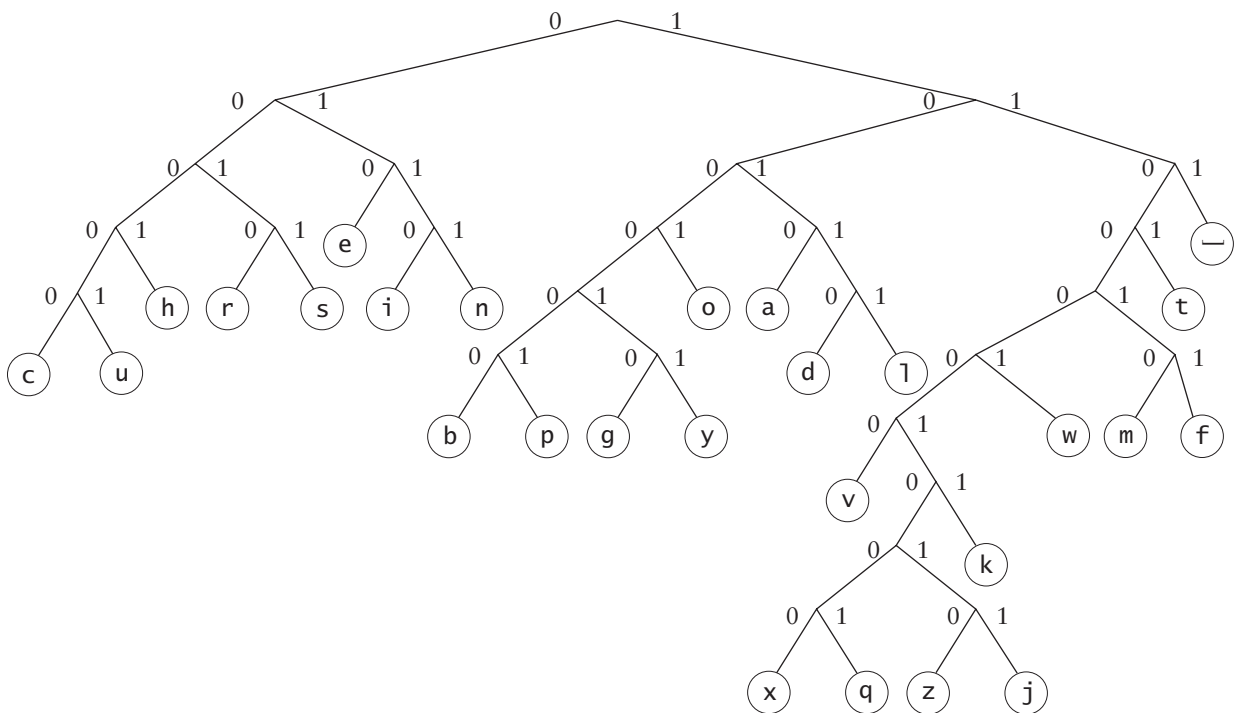 0 1
0 1 0 1
0 1 0 1 0 1 0 1
0 1 0 1 e 0 1 0 1 0 1 0 1 ⎵
0 1 h r s i n 0 1 o a 0 1 0 1 t
c u 0 1 0 1 d l 0 1 0 1
b p g y 0 1 w m f
v 0 1
0 1 k
0 1 0 1
x q z j